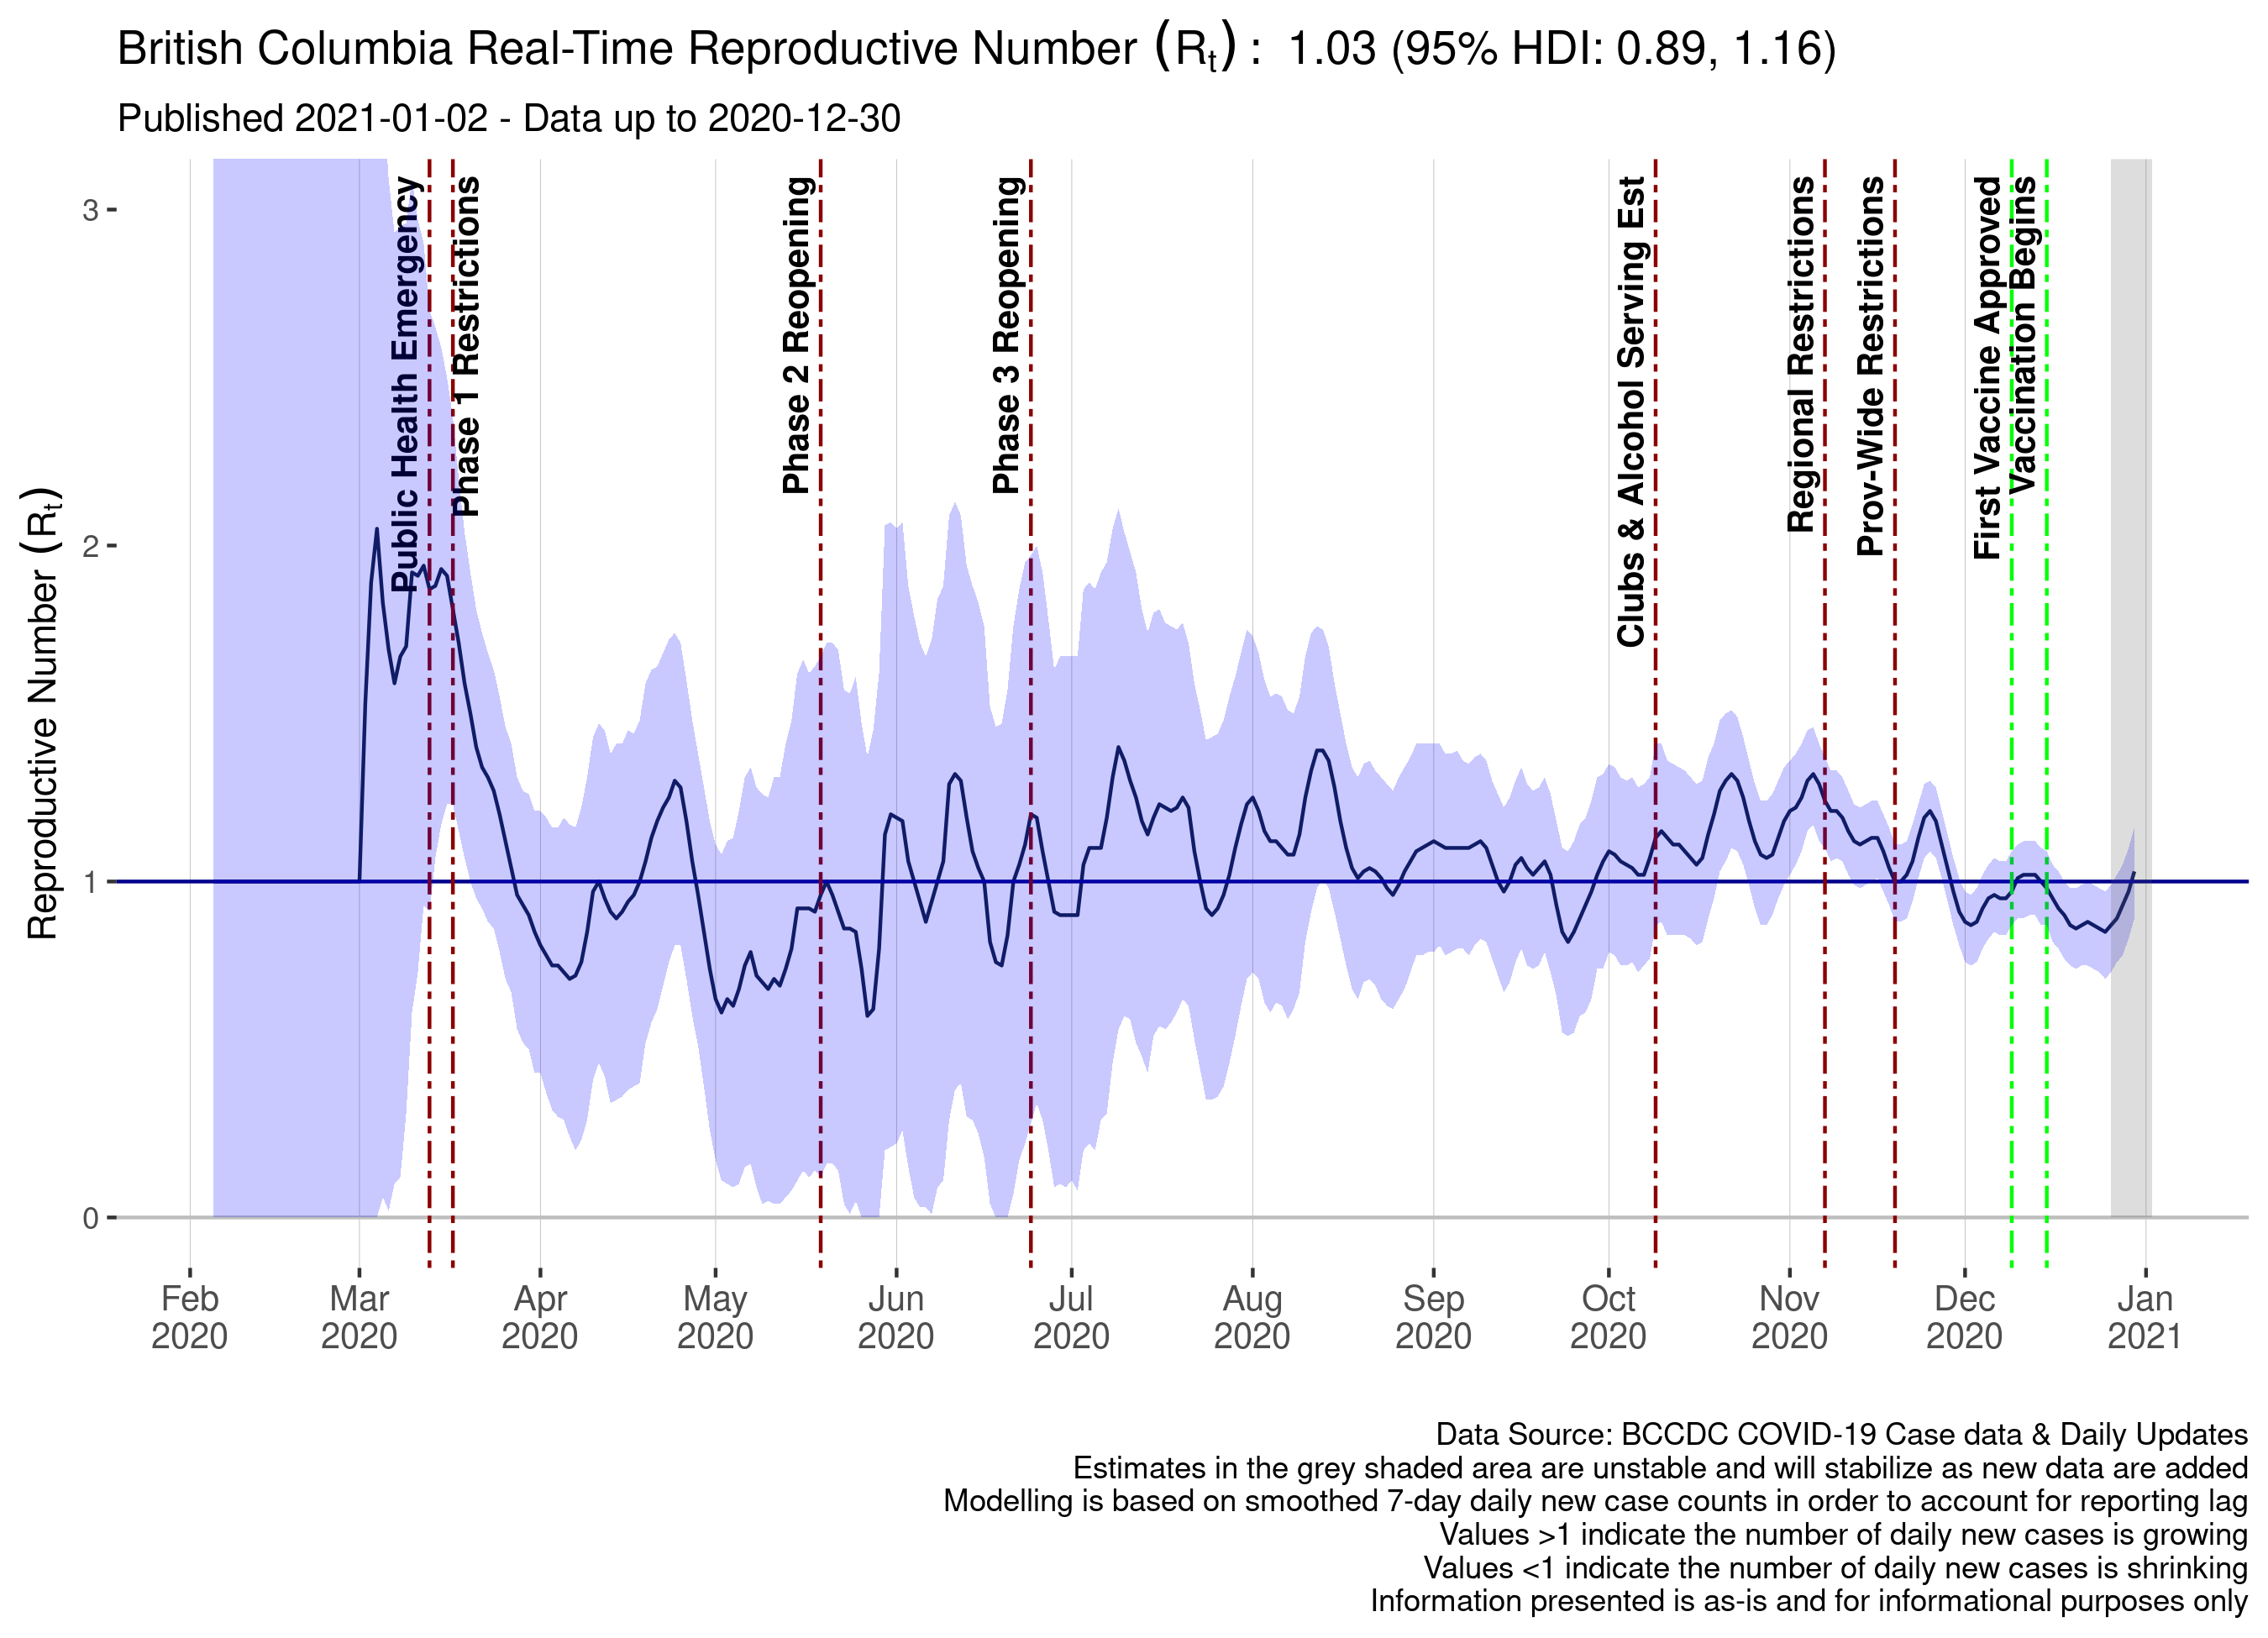 British Columbia Real-Time Reproductive Number (Rt): 1.03 (95% HDI: 0.89, 1.16)
Published 2021-01-02 - Data up to 2020-12-30
Reproductive Number (Rt)
3
2
1
0
Public Health Emergency
Phase 1 Restrictions
Phase 2 Reopening
Phase 3 Reopening
Clubs & Alcohol Serving Est
Regional Restrictions
Prov-Wide Restrictions
First Vaccine Approved
Vaccination Begins
Feb Mar Apr May Jun Jul Aug Sep Oct Nov Dec Jan
2020 2020 2020 2020 2020 2020 2020 2020 2020 2020 2020 2021
Data Source: BCCDC COVID-19 Case data & Daily Updates
Estimates in the grey shaded area are unstable and will stabilize as new data are added
Modelling is based on smoothed 7-day daily new case counts in order to account for reporting lag
Values >1 indicate the number of daily new cases is growing
Values <1 indicate the number of daily new cases is shrinking
Information presented is as-is and for informational purposes only